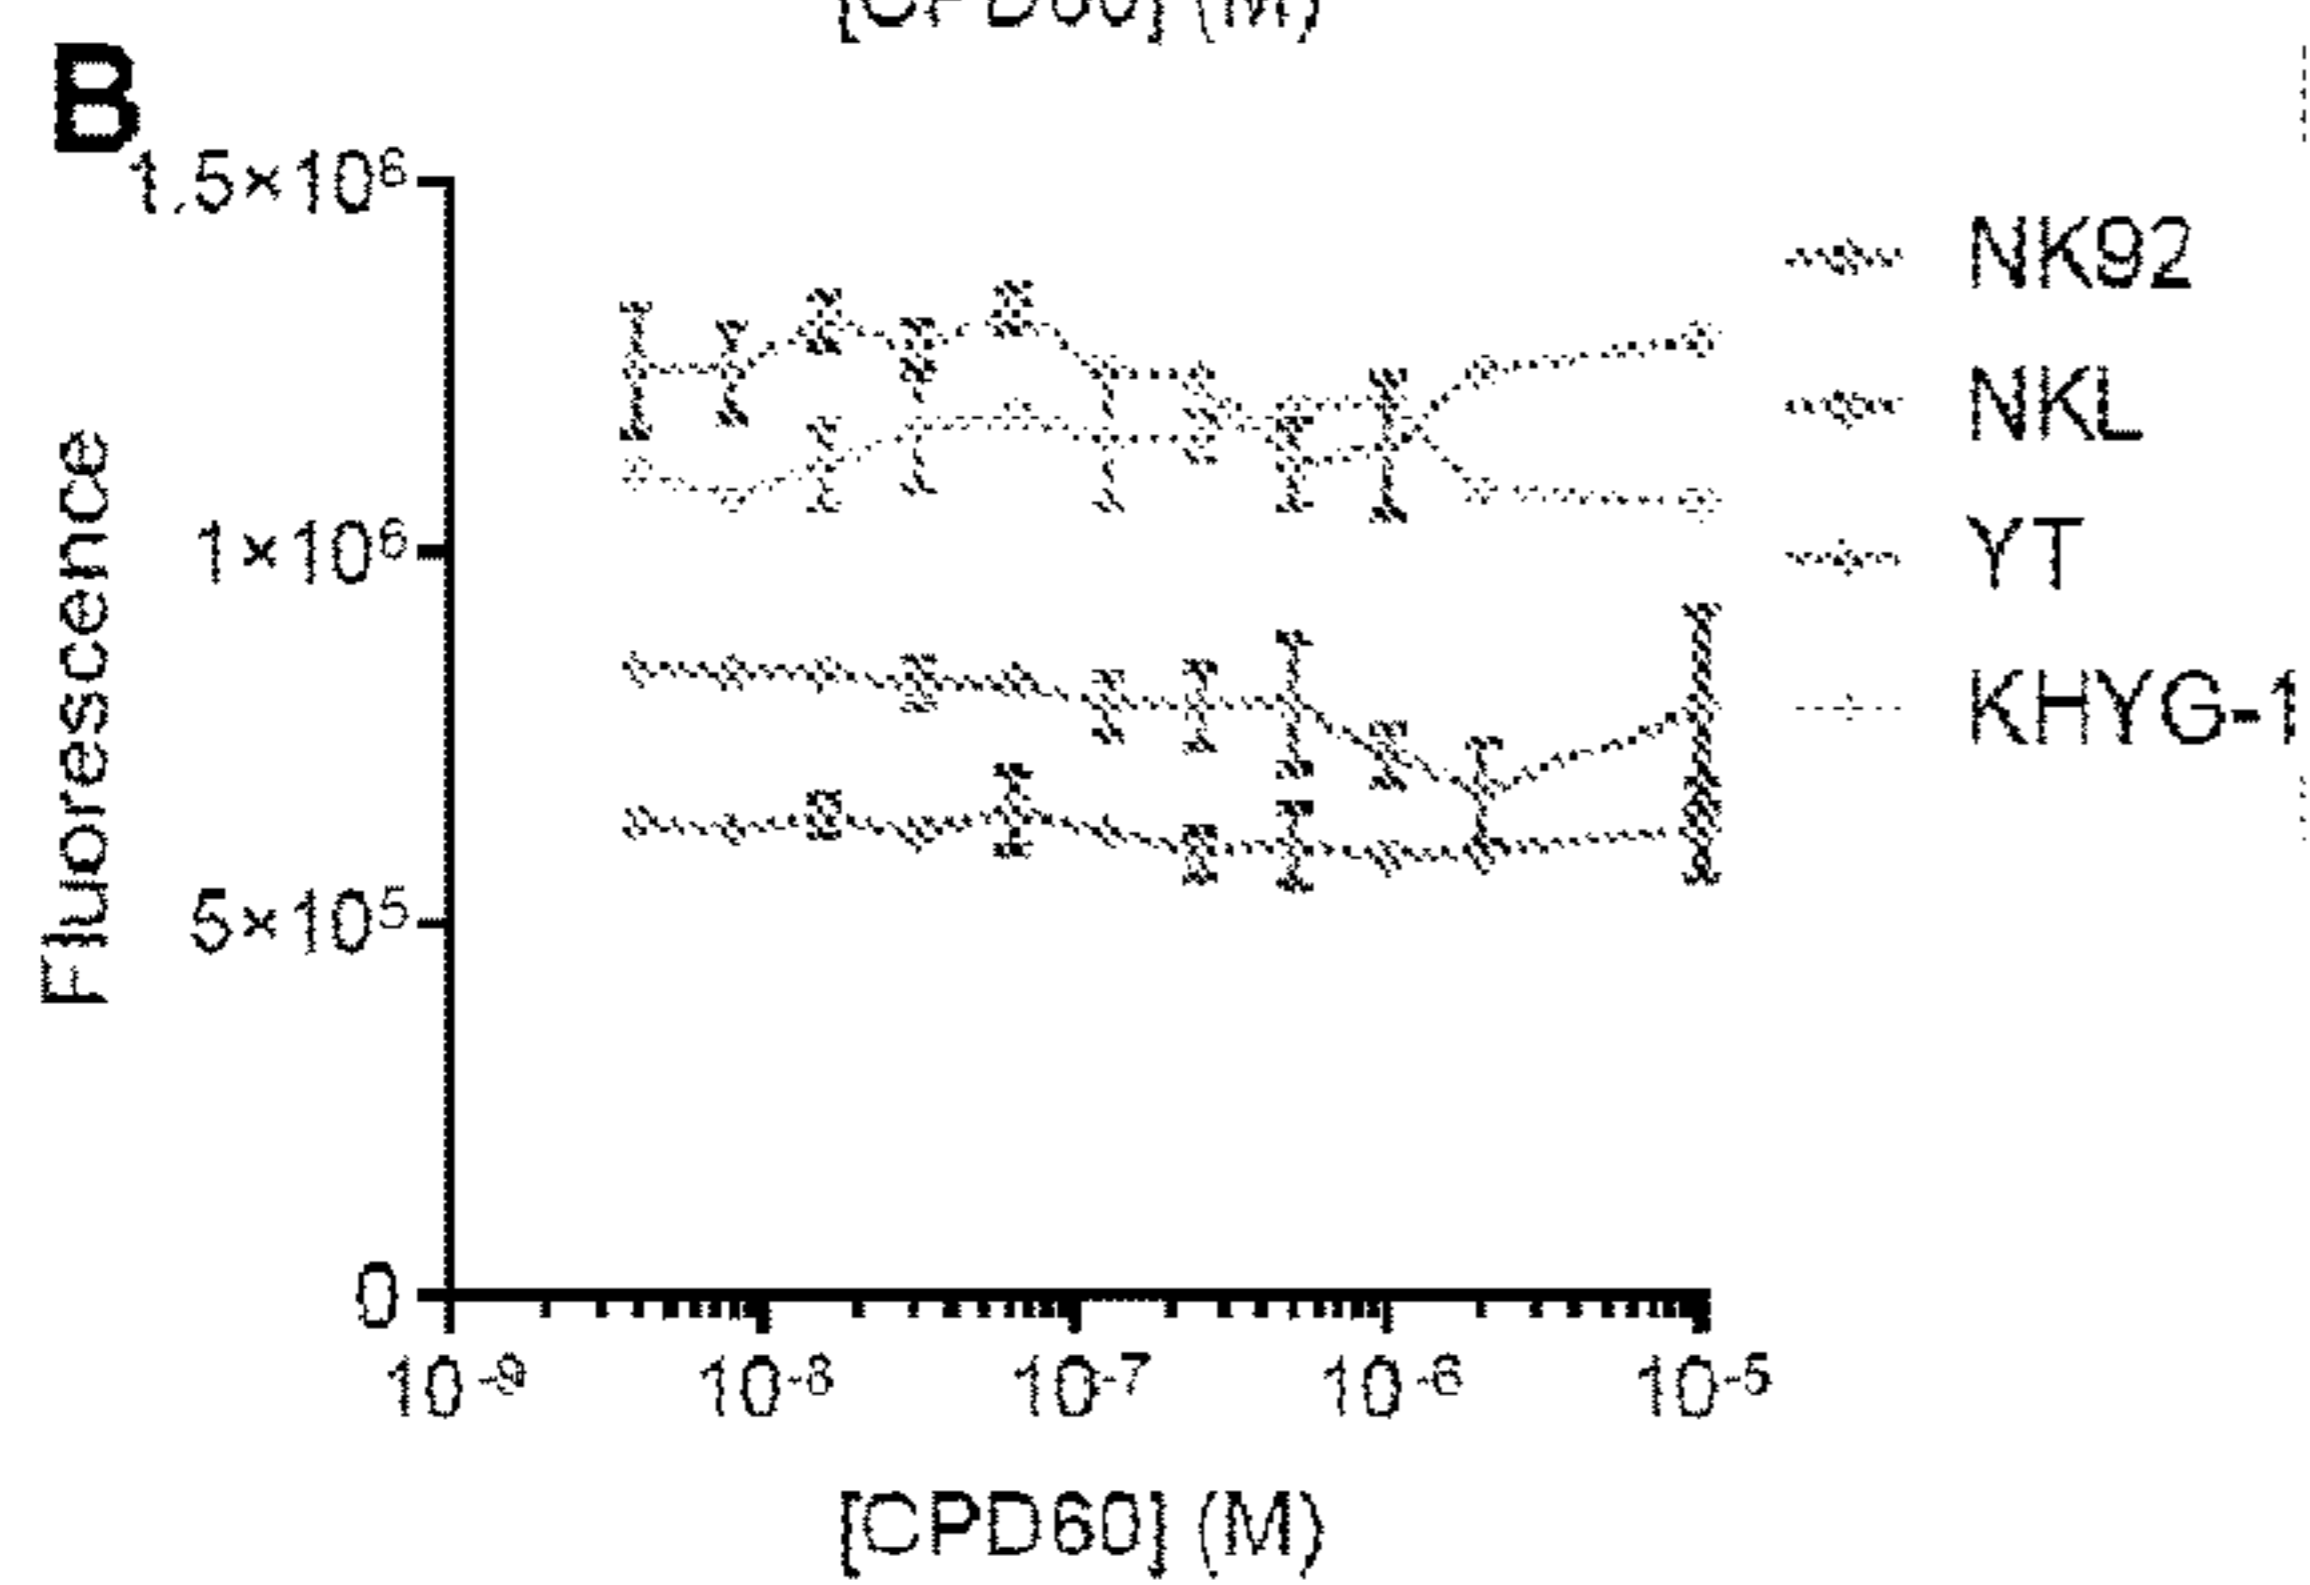 [CPD60] (M)
B
1.5×10⁶
1×10⁶
5×10⁵
0
Fluorescence
NK92
NKL
YT
KHYG-1
10⁻⁹ 10⁻⁸ 10⁻⁷ 10⁻⁶ 10⁻⁵
[CPD60] (M)